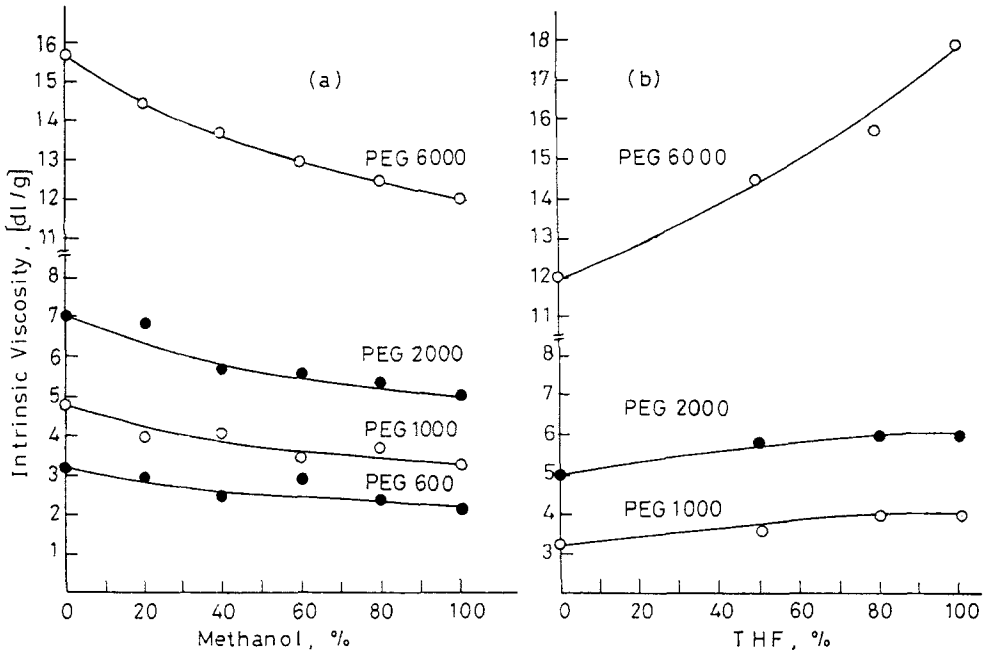 16
15
14
13
12
11
8
7
6
5
4
3
2
1
Intrinsic Viscosity, [dl/g]
(a)
PEG 6000
PEG 2000
PEG 1000
PEG 600
0 20 40 60 80 100
Methanol, %
18
17
16
15
14
13
12
11
8
6
5
4
3
(b)
PEG 6000
PEG 2000
PEG 1000
0 20 40 60 80 100
THF, %